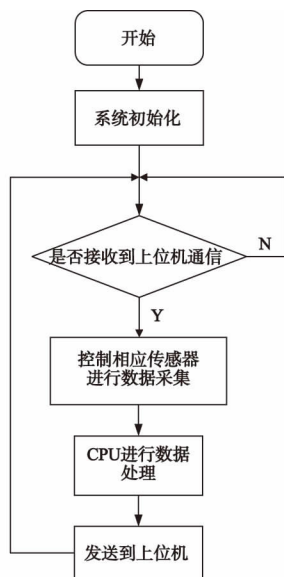 开始
系统初始化
是否接收到上位机通信
N
Y
控制相应传感器
进行数据采集
CPU进行数据
处理
发送到上位机